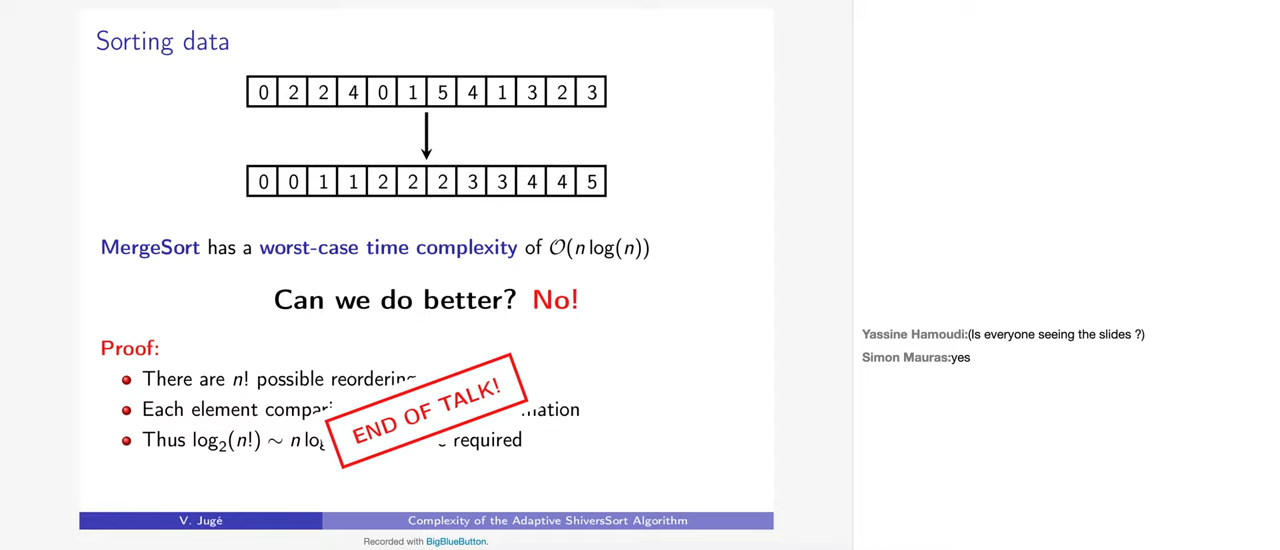 Sorting data
0 2 2 4 0 1 5 4 1 3 2 3
0 0 1 1 2 2 2 3 3 4 4 5
MergeSort has a worst-case time complexity of O(n log(n))
Can we do better? No!
Proof:
There are n! possible
Each element
Thus log₂(n!) ∼ n required
END OF TALK!
V. Jugé Complexity of the Adaptive ShiversSort Algorithm
Recorded with BigBlueButton.
Yassine Hamoudi:(Is everyone seeing the slides ?)
Simon Mauras:yes